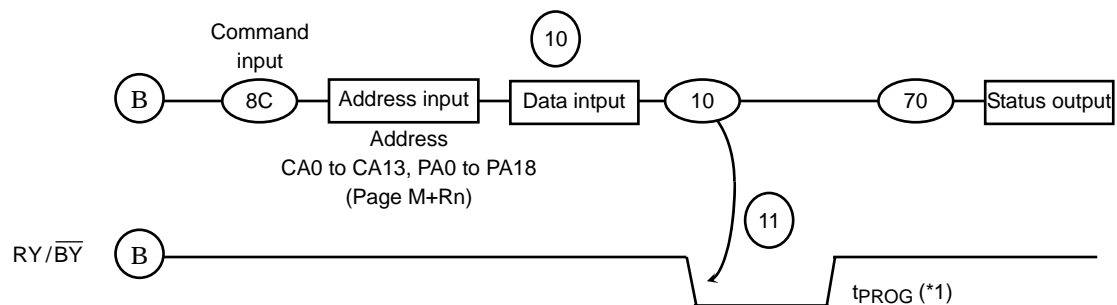 10
Command
input
B 8C Address input Data intput 10 70 Status output
Address
CA0 to CA13, PA0 to PA18
(Page M+Rn)
11
RY/BY B
tPROG (*1)